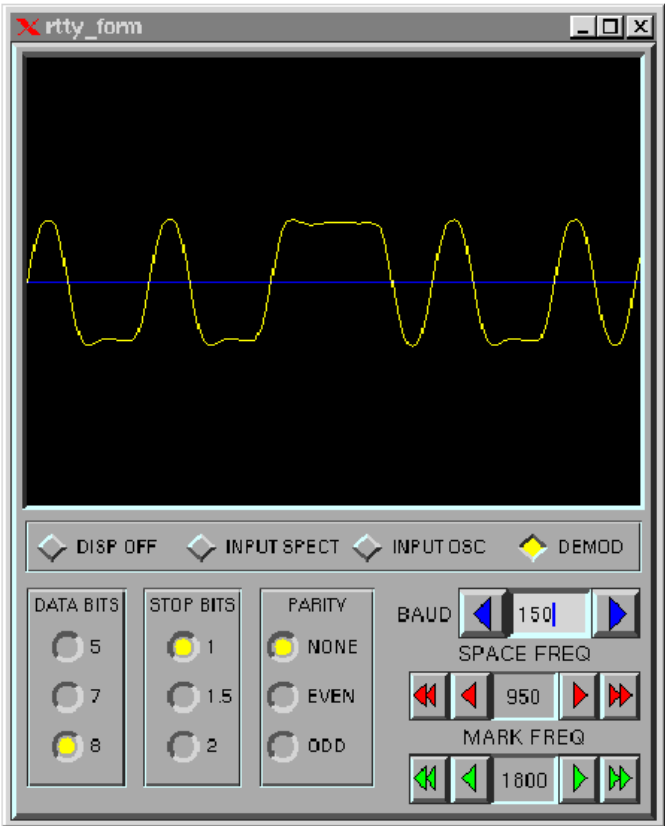 rtty_form
DISP OFF INPUT SPECT INPUT OSC DEMOD
DATA BITS
5
7
8
STOP BITS
1
1.5
2
PARITY
NONE
EVEN
ODD
BAUD 150
SPACE FREQ
950
MARK FREQ
1800